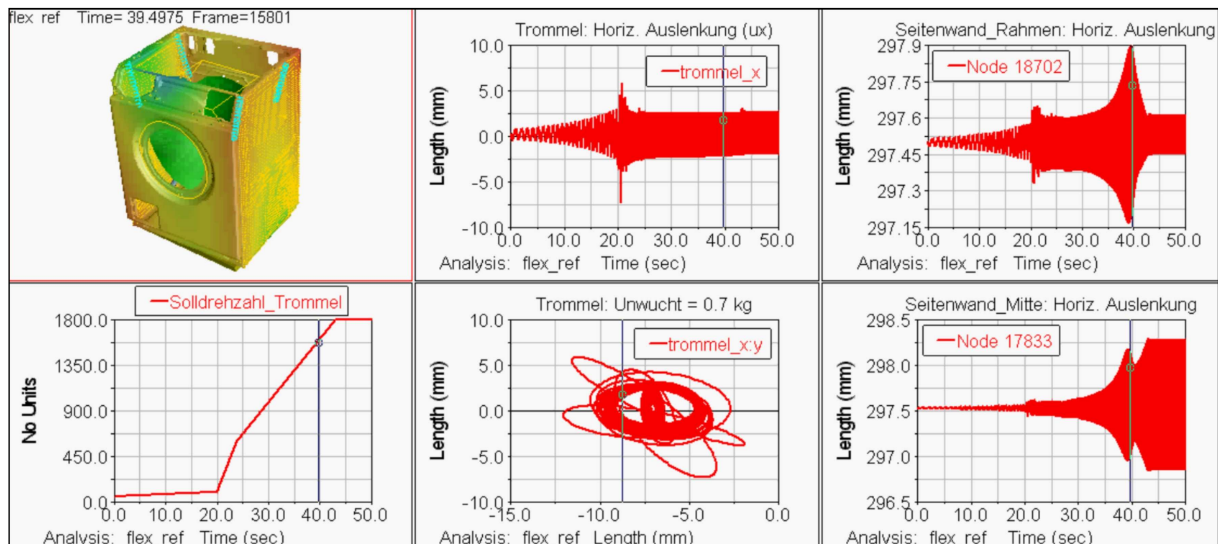 flex_ref Time= 39.4975 Frame=15801
Trommel: Horiz. Auslenkung (ux)
trommel_x
Length (mm)
10.0
5.0
0.0
-5.0
-10.0
0.0 10.0 20.0 30.0 40.0 50.0
Analysis: flex_ref Time (sec)
Seitenwand_Rahmen: Horiz. Auslenkung
Node 18702
Length (mm)
297.9
297.75
297.6
297.45
297.3
297.15
0.0 10.0 20.0 30.0 40.0 50.0
Analysis: flex_ref Time (sec)
Solldrehzahl_Trommel
No Units
1800.0
1350.0
900.0
450.0
0.0
0.0 10.0 20.0 30.0 40.0 50.0
Analysis: flex_ref Time (sec)
Trommel: Unwucht = 0.7 kg
trommel_x:y
Length (mm)
10.0
5.0
0.0
-5.0
-10.0
-15.0 -10.0 -5.0 0.0
Analysis: flex_ref Length (mm)
Seitenwand_Mitte: Horiz. Auslenkung
Node 17833
Length (mm)
298.5
298.0
297.5
297.0
296.5
0.0 10.0 20.0 30.0 40.0 50.0
Analysis: flex_ref Time (sec)